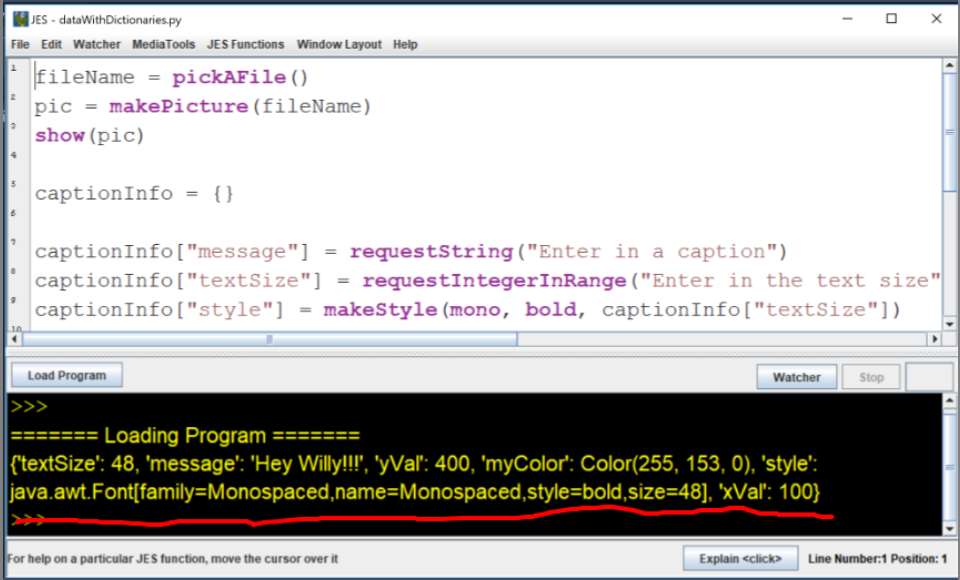 JES - dataWithDictionaries.py
File Edit Watcher MediaTools JES Functions Window Layout Help
1 fileName = pickAFile()
2 pic = makePicture(fileName)
3 show(pic)
4
5 captionInfo = {}
6
7 captionInfo["message"] = requestString("Enter in a caption")
8 captionInfo["textSize"] = requestIntegerInRange("Enter in the text size"
9 captionInfo["style"] = makeStyle(mono, bold, captionInfo["textSize"])
10
Load Program Watcher Stop
>>>
======= Loading Program =======
{'textSize': 48, 'message': 'Hey Willy!!!', 'yVal': 400, 'myColor': Color(255, 153, 0), 'style':
java.awt.Font[family=Monospaced,name=Monospaced,style=bold,size=48], 'xVal': 100}
>>>
For help on a particular JES function, move the cursor over it Explain <click> Line Number:1 Position: 1